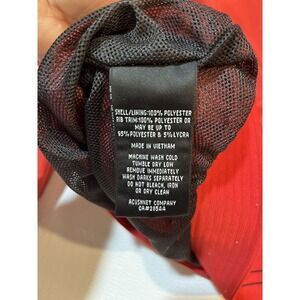 SHELL/LINING: 100% POLYESTER
RIB TRIM: 100% POLYESTER OR
MAY BE UP TO
95% POLYESTER & 5% LYCRA
MADE IN VIETNAM
MACHINE WASH COLD
TUMBLE DRY LOW
REMOVE IMMEDIATELY
WASH DARKS SEPARATELY
DO NOT BLEACH, IRON
OR DRY CLEAN
ACUSHNET COMPANY
CA#28544